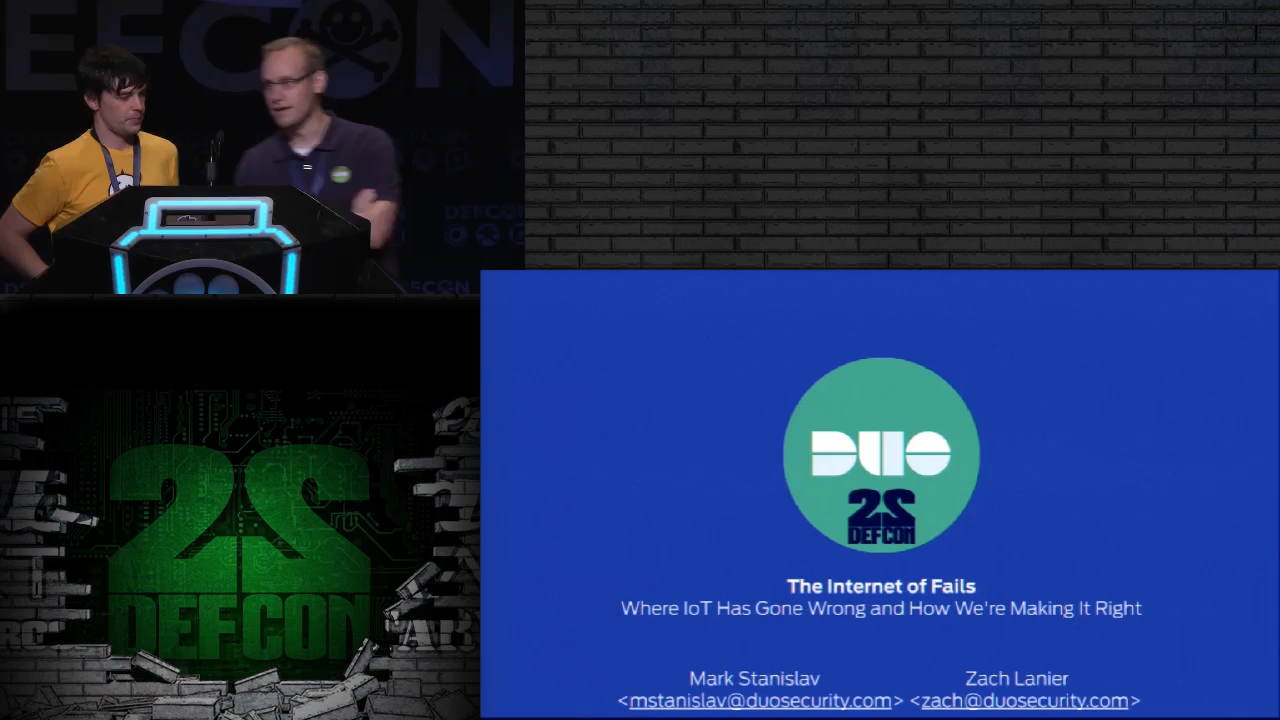 DEFCON
DEFCON
22
DEFCON
DUO
22
DEFCON
The Internet of Fails
Where IoT Has Gone Wrong and How We're Making It Right
Mark Stanislav
Zach Lanier
<mstanislav@duosecurity.com> <zach@duosecurity.com>